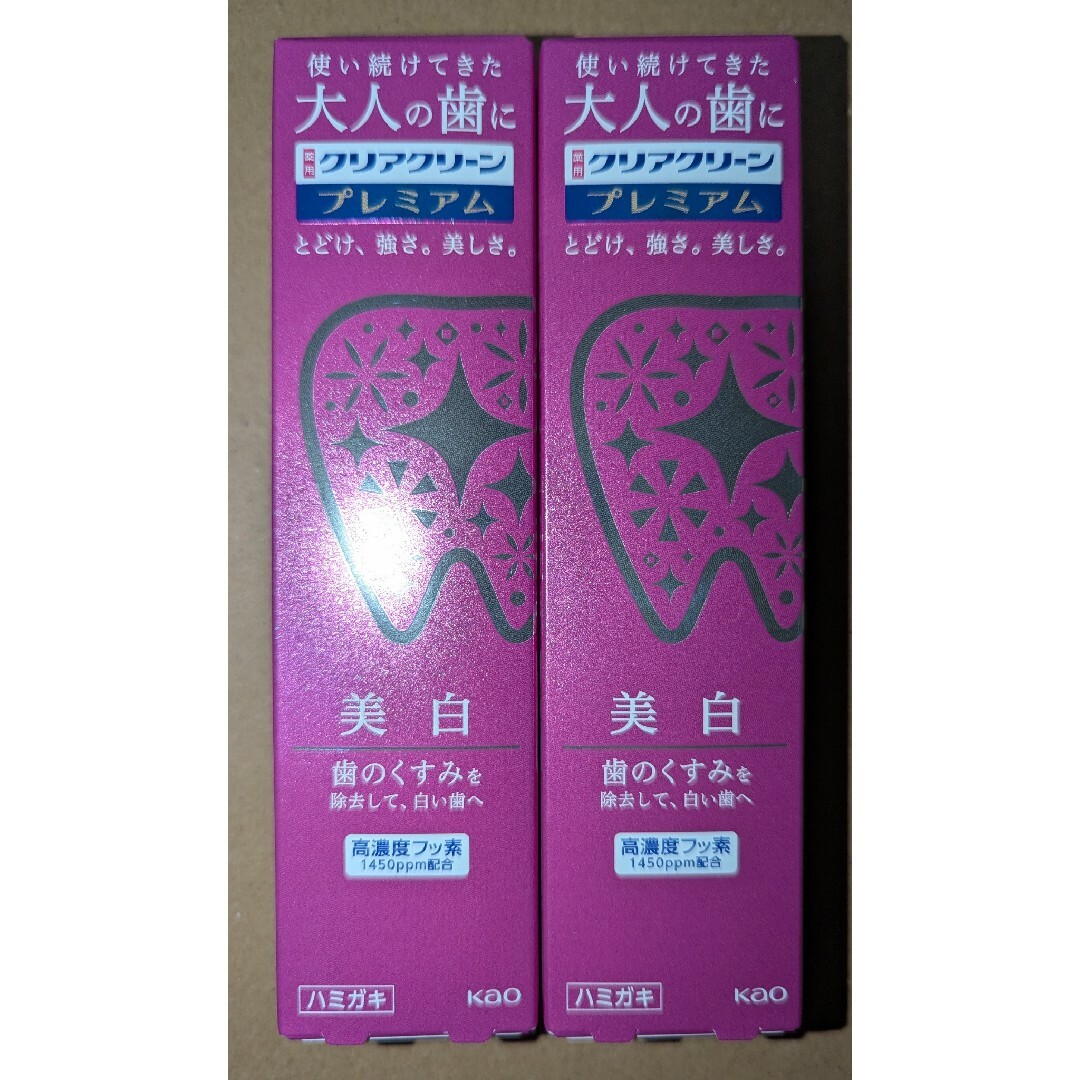 使い続けてきた
大人の歯に
薬用 クリアクリーン
プレミアム
とどけ、強さ。美しさ。
美白
歯のくすみを
除去して、白い歯へ
高濃度フッ素
1450ppm配合
ハミガキ
Kao
使い続けてきた
大人の歯に
薬用 クリアクリーン
プレミアム
とどけ、強さ。美しさ。
美白
歯のくすみを
除去して、白い歯へ
高濃度フッ素
1450ppm配合
ハミガキ
Kao